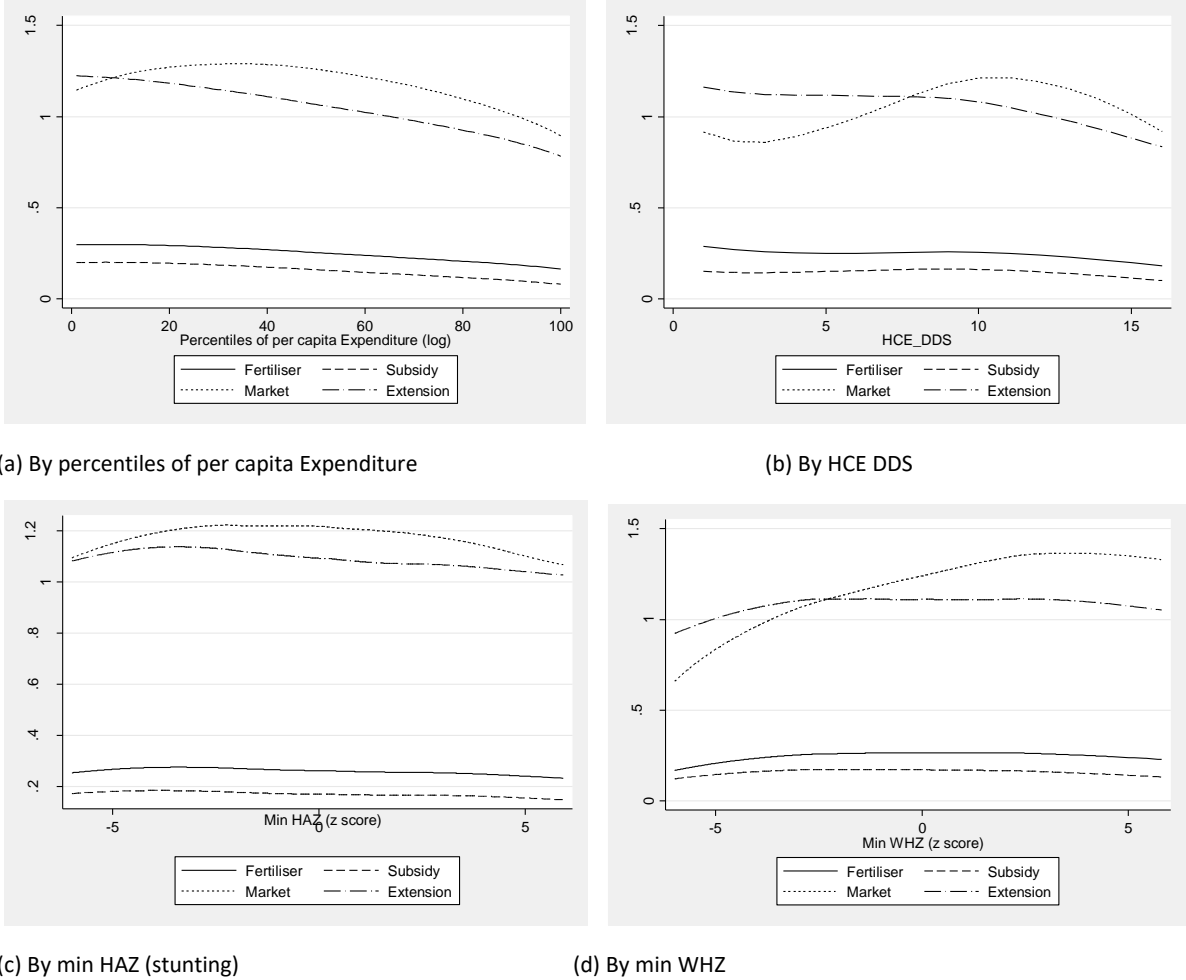 1.5
1
.5
0
0 20 40 60 80 100
Percentiles of per capita Expenditure (log)
Fertiliser Subsidy
Market Extension
1.5
1
.5
0
0 5 10 15
HCE_DDS
Fertiliser Subsidy
Market Extension
(a) By percentiles of per capita Expenditure
(b) By HCE DDS
1.2
1
.8
.6
.4
.2
-5 0 5
Min HAZ (z score)
Fertiliser Subsidy
Market Extension
1.5
1
.5
0
-5 0 5
Min WHZ (z score)
Fertiliser Subsidy
Market Extension
(c) By min HAZ (stunting)
(d) By min WHZ